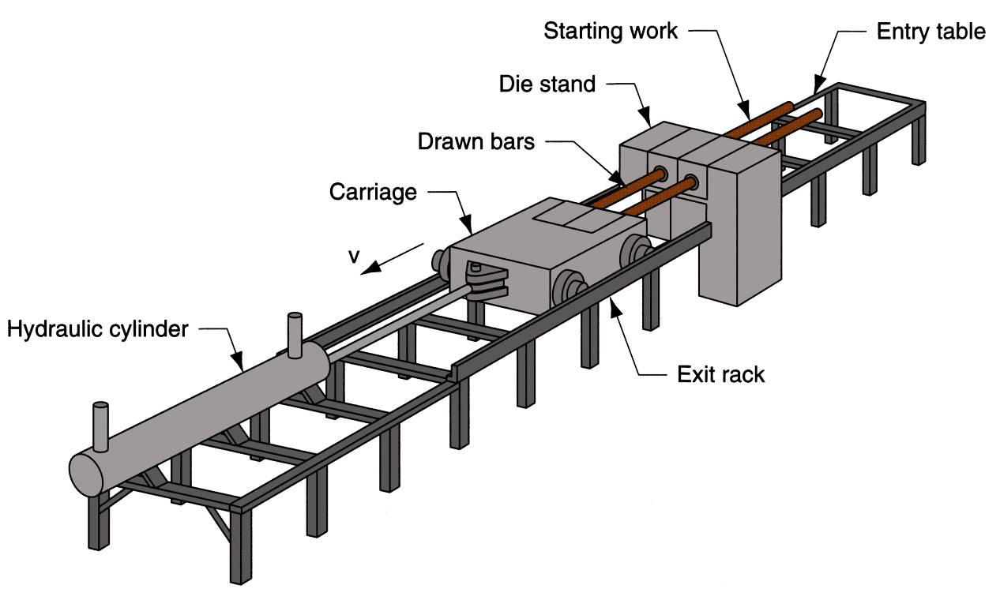 Starting work
Entry table
Die stand
Drawn bars
Carriage
v
Hydraulic cylinder
Exit rack